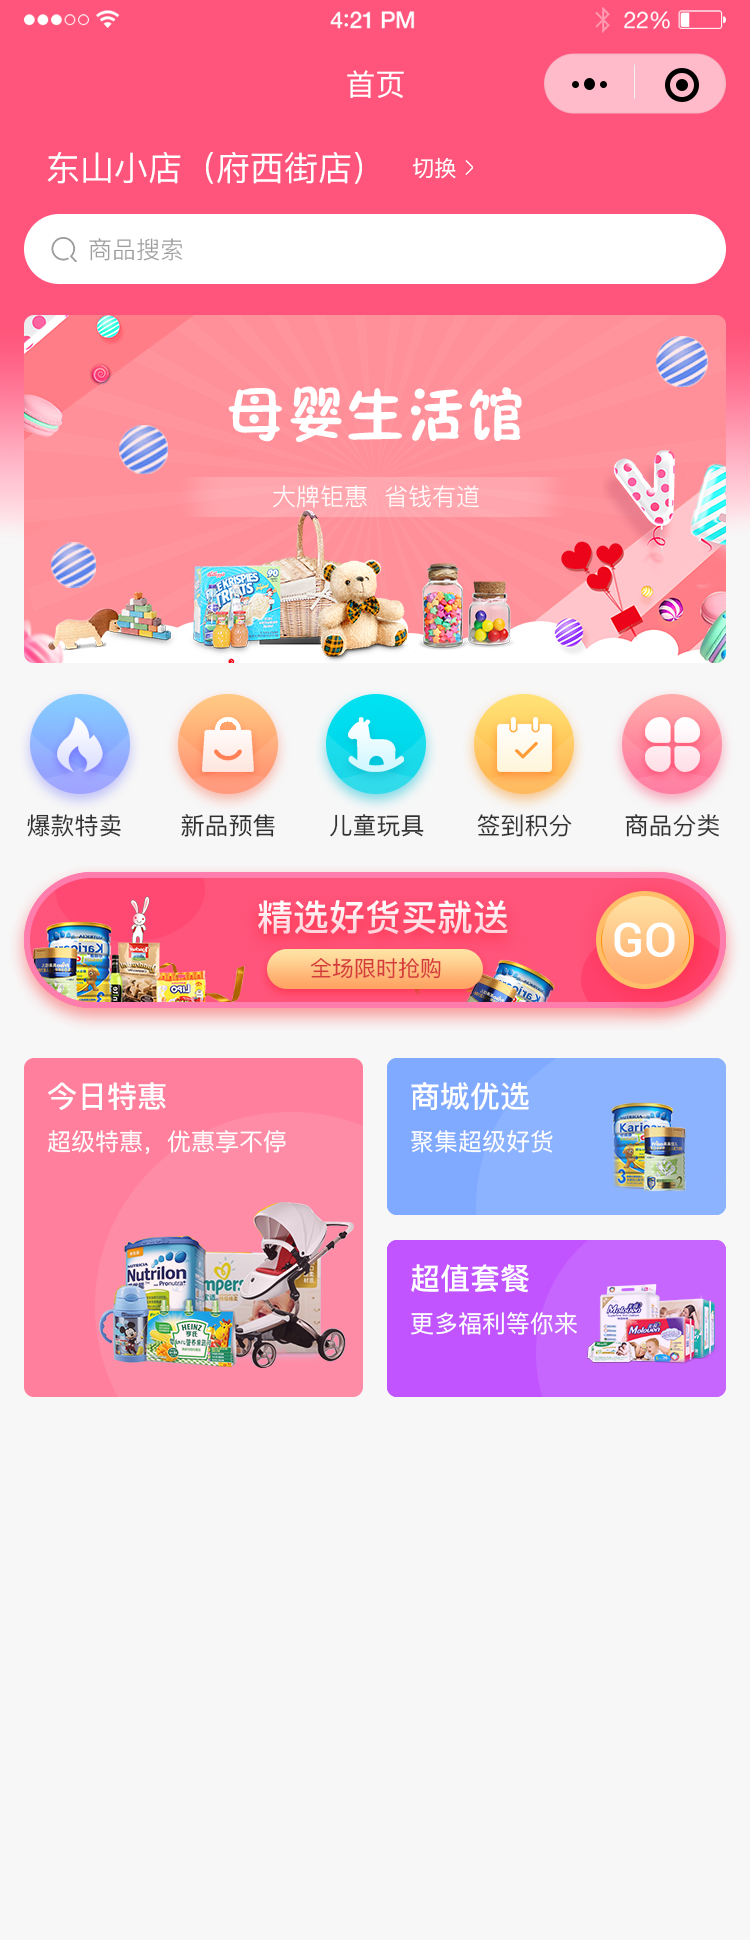 4:21 PM
22%
首页
东山小店（府西街店） 切换
商品搜索
母婴生活馆
大牌钜惠 省钱有道
爆款特卖
新品预售
儿童玩具
签到积分
商品分类
精选好货买就送
全场限时抢购
GO
今日特惠
超级特惠，优惠享不停
Nutrilon
HEINZ
商城优选
聚集超级好货
超值套餐
更多福利等你来